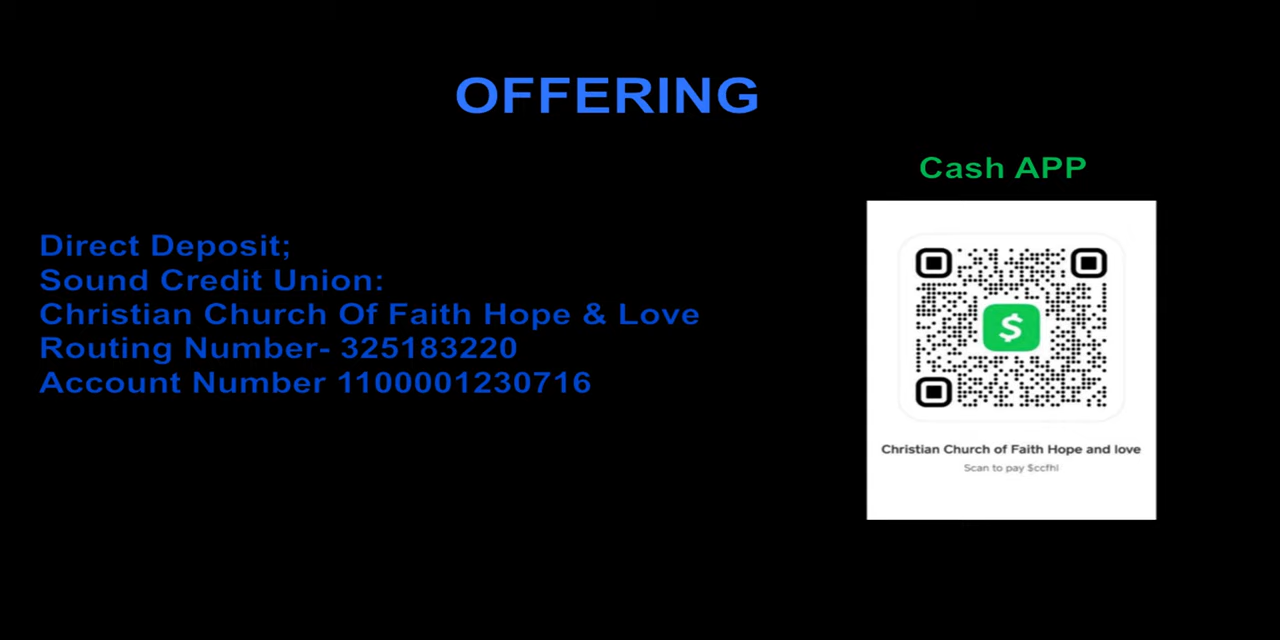 OFFERING
Cash APP
Direct Deposit;
Sound Credit Union:
Christian Church Of Faith Hope & Love
Routing Number- 325183220
Account Number 1100001230716
$
Christian Church of Faith Hope and love
Scan to pay $ccfhl